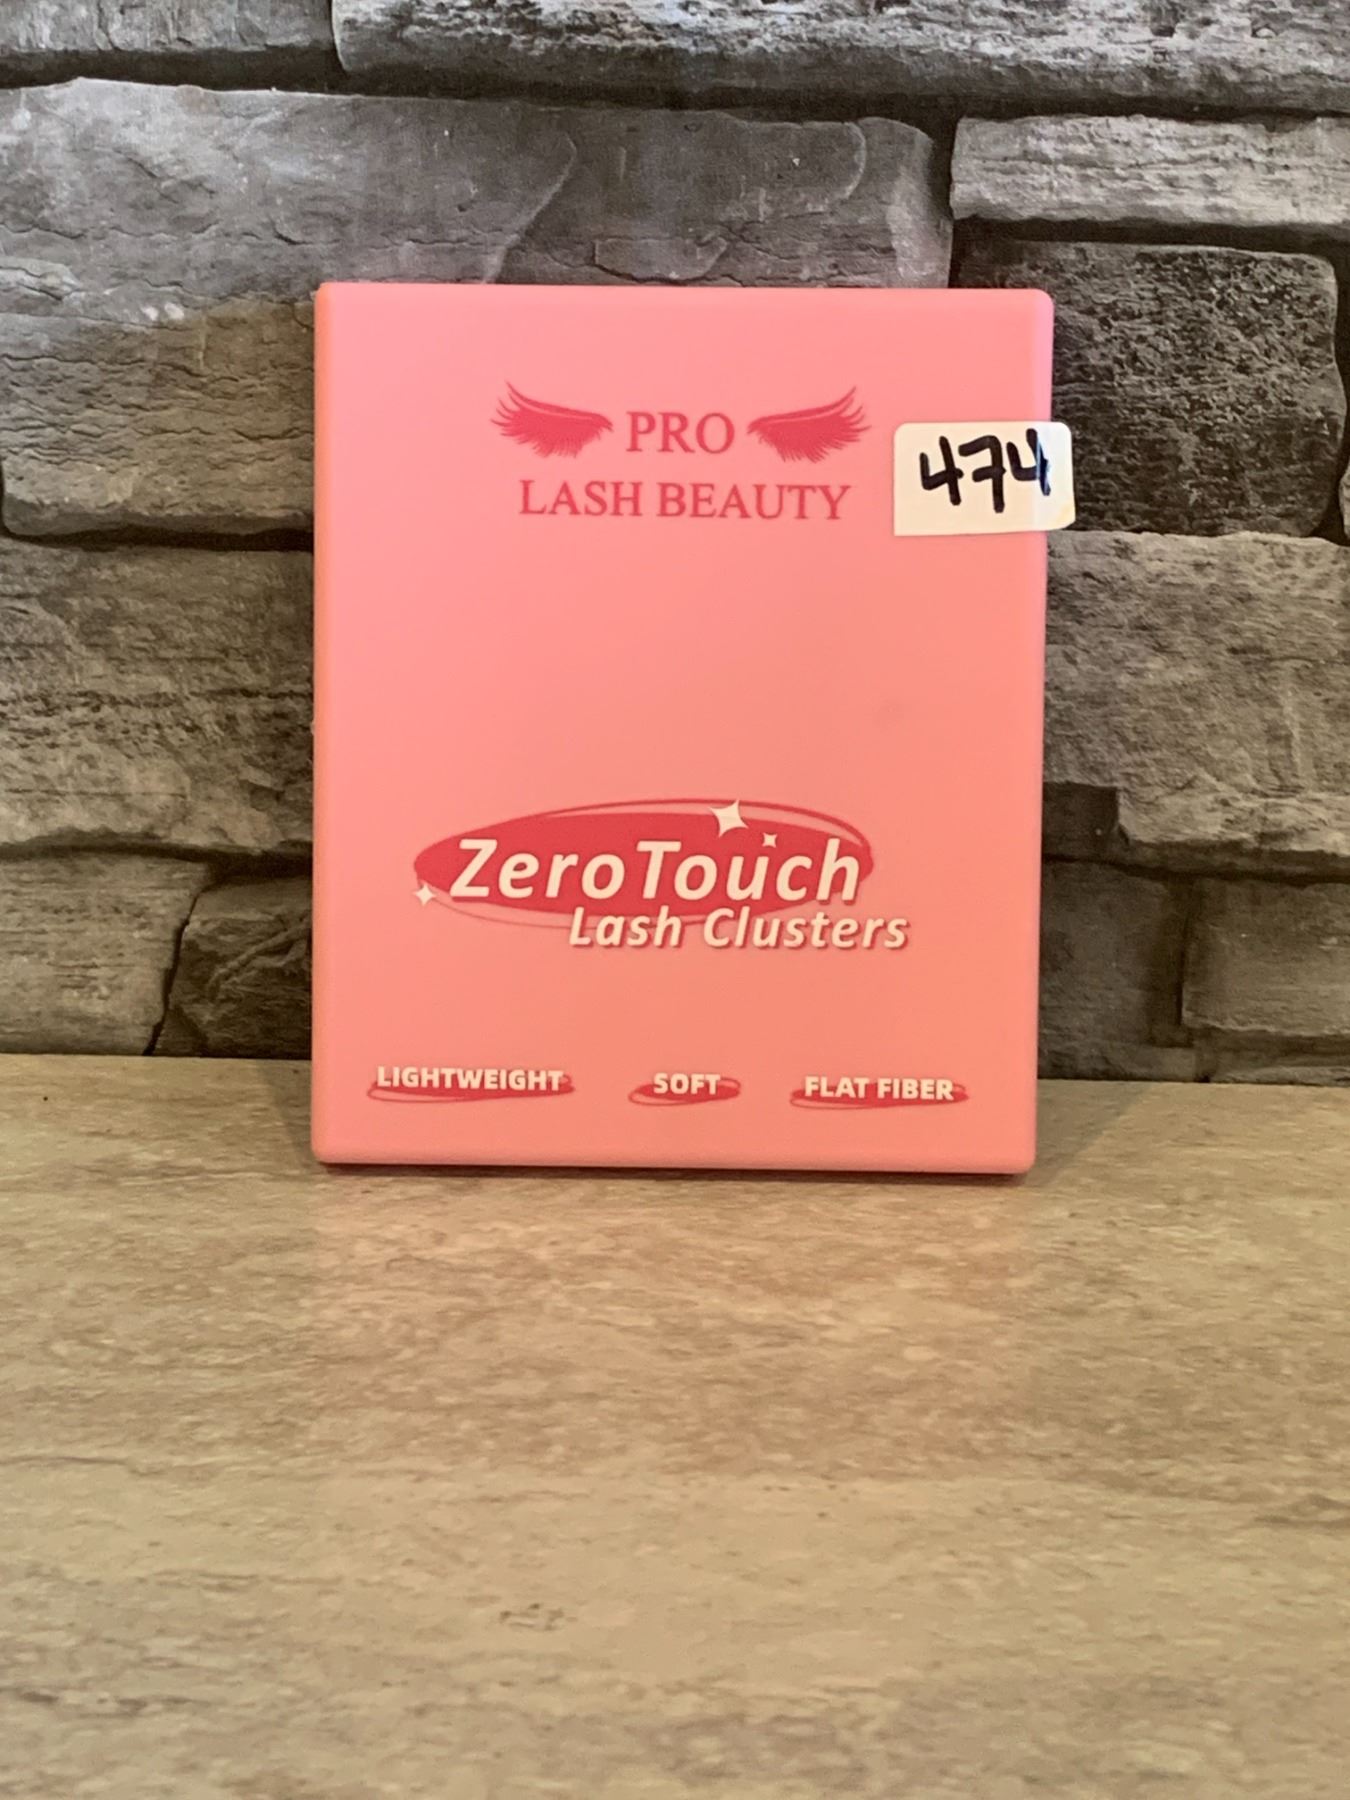 PRO
LASH BEAUTY
474
ZeroTouch
Lash Clusters
LIGHTWEIGHT
SOFT
FLAT FIBER